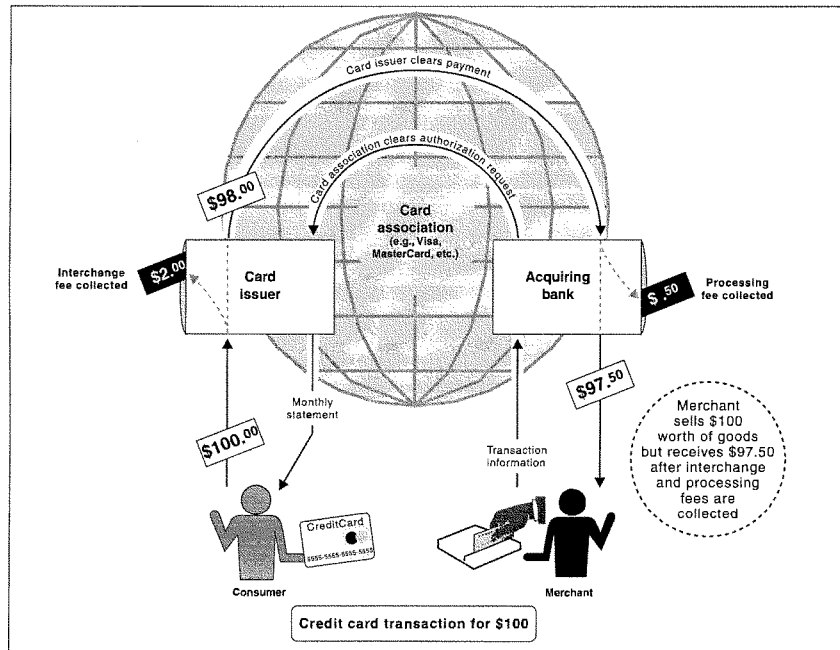 Card issuer clears payment
Card association clears authorization request
$98.00
Card
association
(e.g., Visa,
MasterCard, etc.)
Interchange
fee collected
$2.00
Card
issuer
Acquiring
bank
$.50
Processing
fee collected
$100.00
Monthly
statement
Transaction
information
$97.50
Merchant
sells $100
worth of goods
but receives $97.50
after interchange
and processing
fees are
collected
CreditCard
5555-5555-5555-5555
Consumer
Merchant
Credit card transaction for $100